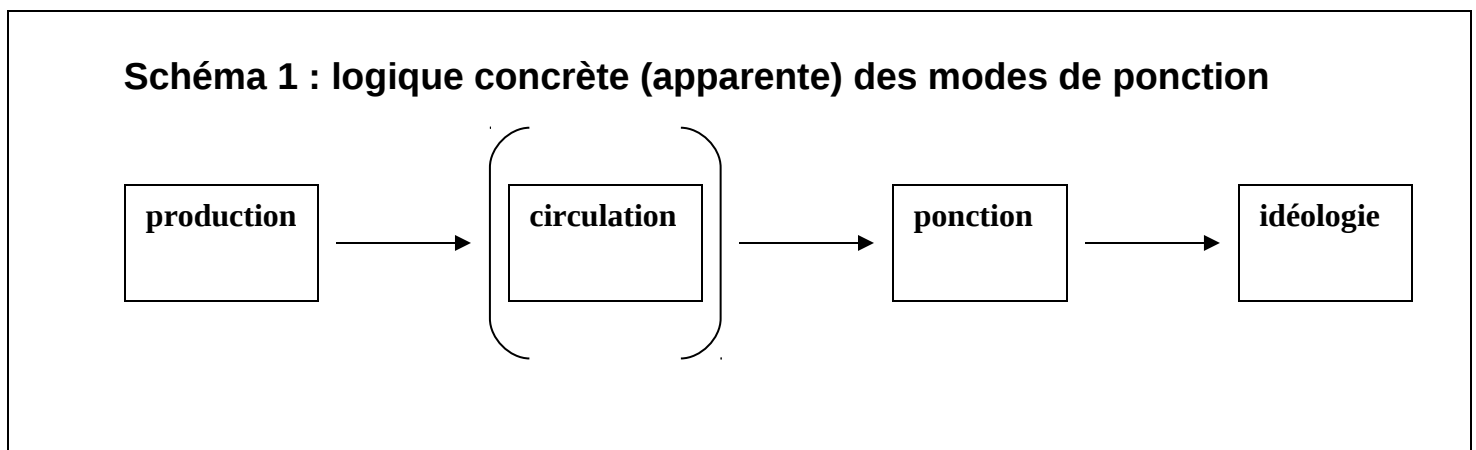 Schéma 1 : logique concrète (apparente) des modes de ponction
production
circulation
ponction
idéologie